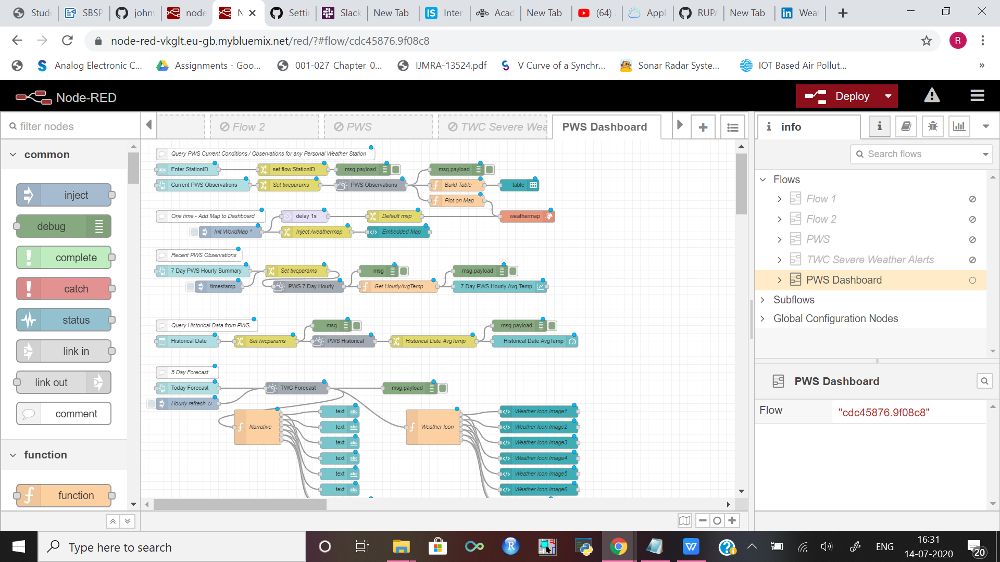 Stud
SBSP
john
node
N
Setti
Slack
New Tab
Inter
Acad
New Tab
(64)
Appl
RUP
New Tab
Wea
node-red-vkglt.eu-gb.mybluemix.net/red/?#flow/cdc45876.9f08c8
R
Analog Electronic C...
Assignments - Goo...
001-027_Chapter_0...
IJMRA-13524.pdf
V Curve of a Synchr...
Sonar Radar Syste...
IOT Based Air Pollut...
»
Node-RED
Deploy
filter nodes
Flow 2
PWS
TWC Severe Wea
PWS Dashboard
info
common
inject
debug
complete
catch
status
link in
link out
comment
function
function
Query PWS Current Conditions / Observations for any Personal Weather Station
Enter StationID
set flow.StationID
msg.payload
msg.payload
Current PWS Observations
Set twcparams
PWS Observations
Build Table
table
Plot on Map
One time - Add Map to Dashboard
delay 1s
Default map
weathermap
Init WorldMap *
Inject /weathermap
Embedded Map
Recent PWS Observations
7 Day PWS Hourly Summary
Set twcparams
msg
msg.payload
timestamp
PWS 7 Day Hourly
Get HourlyAvgTemp
7 Day PWS Hourly Avg Temp
Query Historical Data from PWS
msg
msg.payload
Historical Date
Set twcparams
PWS Historical
Historical Date AvgTemp
Historical Date AvgTemp
5 Day Forecast
Today Forecast
TWC Forecast
msg.payload
Hourly refresh ↻
Narrative
text
text
text
text
text
text
Weather Icon
Weather Icon Image1
Weather Icon Image2
Weather Icon Image3
Weather Icon Image4
Weather Icon Image5
Weather Icon Image6
Search flows
Flows
Flow 1
Flow 2
PWS
TWC Severe Weather Alerts
PWS Dashboard
Subflows
Global Configuration Nodes
PWS Dashboard
Flow
"cdc45876.9f08c8"
Type here to search
ENG
16:31
14-07-2020
20